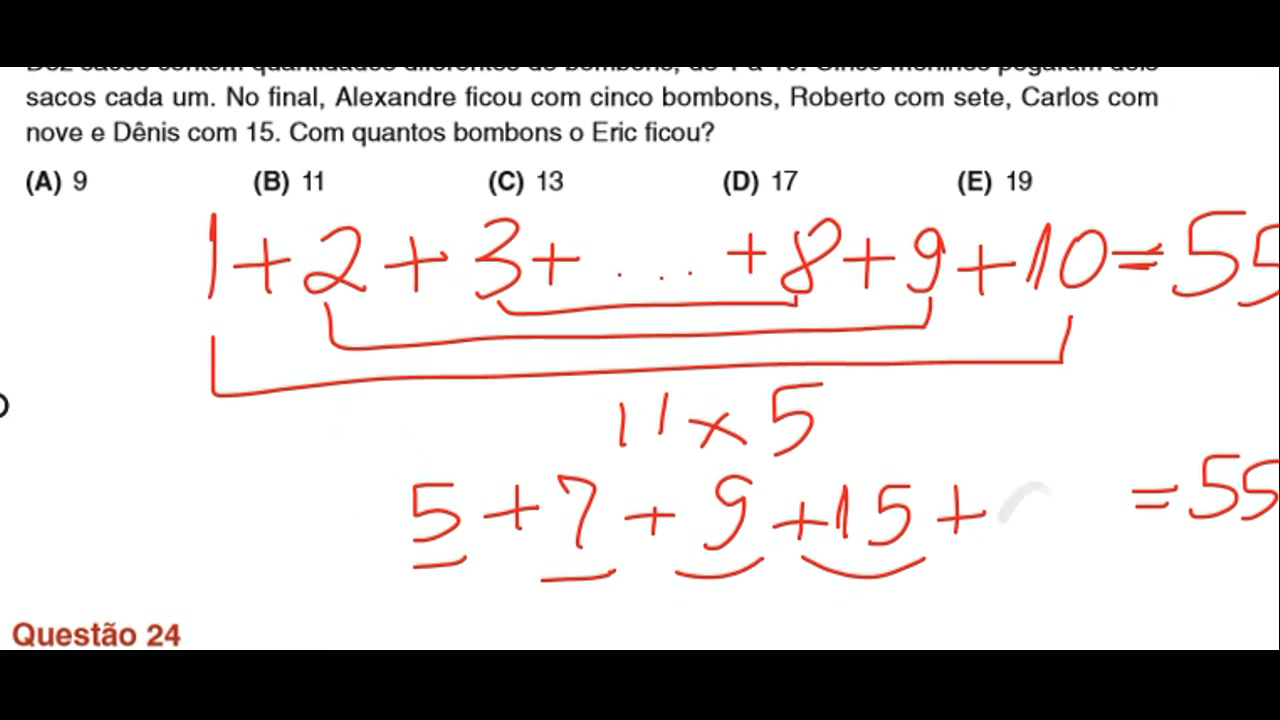 sacos cada um. No final, Alexandre ficou com cinco bombons, Roberto com sete, Carlos com
nove e Dênis com 15. Com quantos bombons o Eric ficou?
(A) 9 (B) 11 (C) 13 (D) 17 (E) 19
1+2+3+ . . . +8+9+10=55
11x5
5+7+9+15+ =55
Questão 24